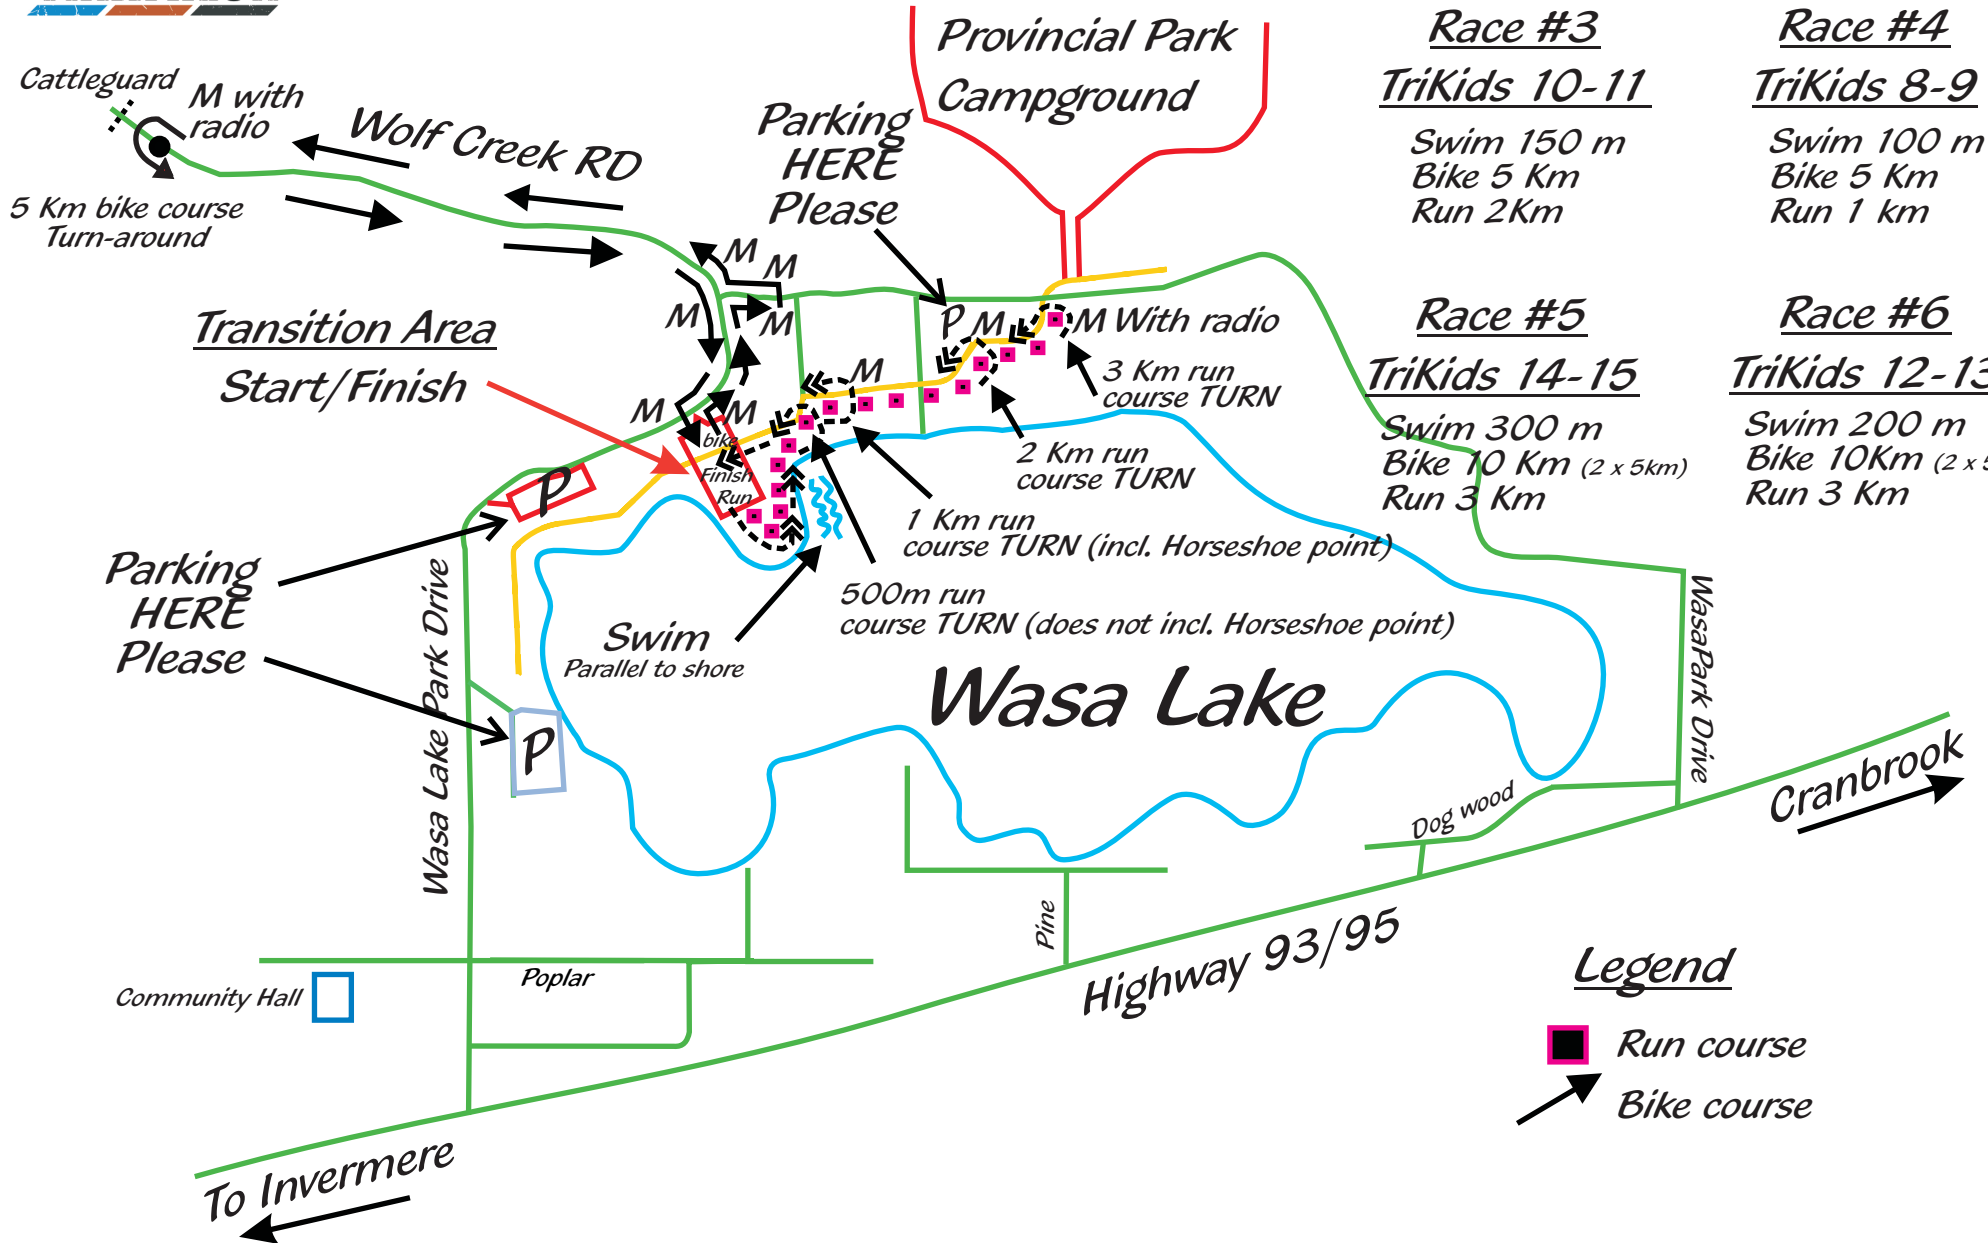 Provincial Park
Campground
Race #3
TriKids 10-11
Swim 150 m
Bike 5 Km
Run 2Km
Race #4
TriKids 8-9
Swim 100 m
Bike 5 Km
Run 1 km
Cattleguard
M with
radio
Wolf Creek RD
5 Km bike course
Turn-around
Parking
HERE
Please
M
M
M
M
P
M
M With radio
Transition Area
Start/Finish
Race #5
TriKids 14-15
Swim 300 m
Bike 10 Km (2 x 5km)
Run 3 Km
Race #6
TriKids 12-13
Swim 200 m
Bike 10Km (2 x 5
Run 3 Km
M
3 Km run
course TURN
M
M
bike
Finish
Run
2 Km run
course TURN
P
1 Km run
course TURN (incl. Horseshoe point)
Parking
HERE
Please
500m run
course TURN (does not incl. Horseshoe point)
Swim
Parallel to shore
Wasa Lake
Wasa Lake Park Drive
WasaPark Drive
P
Dog wood
Cranbrook
Pine
Highway 93/95
Poplar
Community Hall
Legend
Run course
Bike course
To Invermere